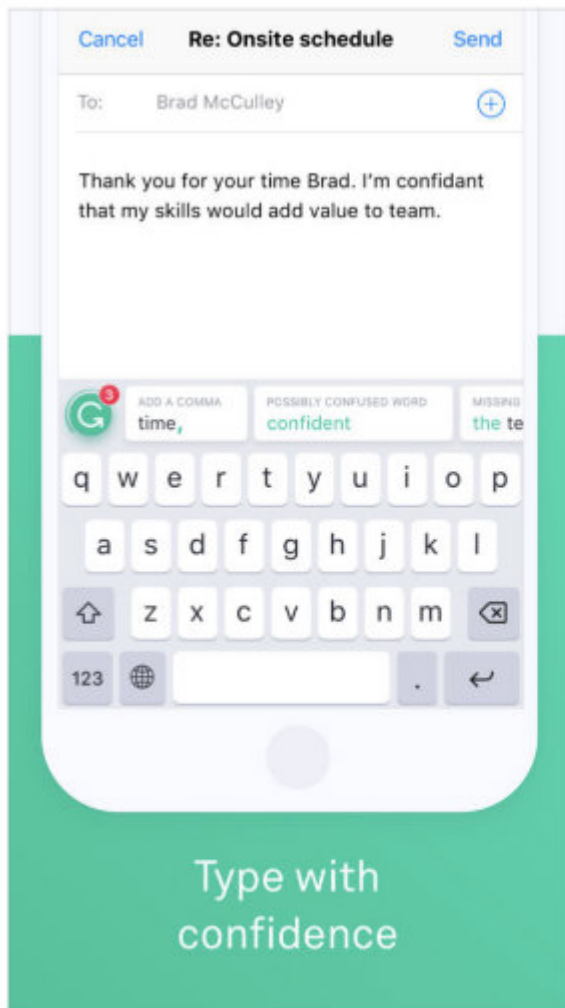 Cancel Re: Onsite schedule Send
To: Brad McCulley
Thank you for your time Brad. I'm confidant
that my skills would add value to team.
3
ADD A COMMA POSSIBLY CONFUSED WORD MISSING
time, confident the te
q w e r t y u i o p
a s d f g h j k l
z x c v b n m
123 .
Type with
confidence